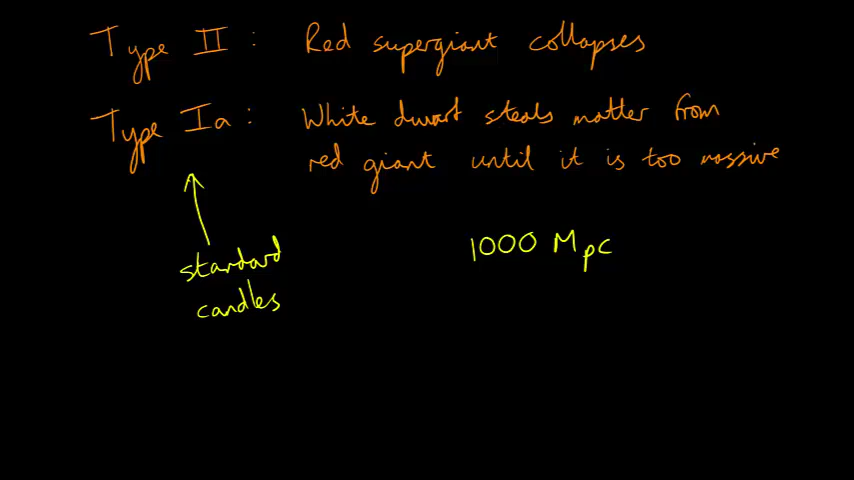 Type II : Red supergiant collapses
Type Ia : White dwarf steals matter from
red giant until it is too massive
standard
candles
1000 Mpc